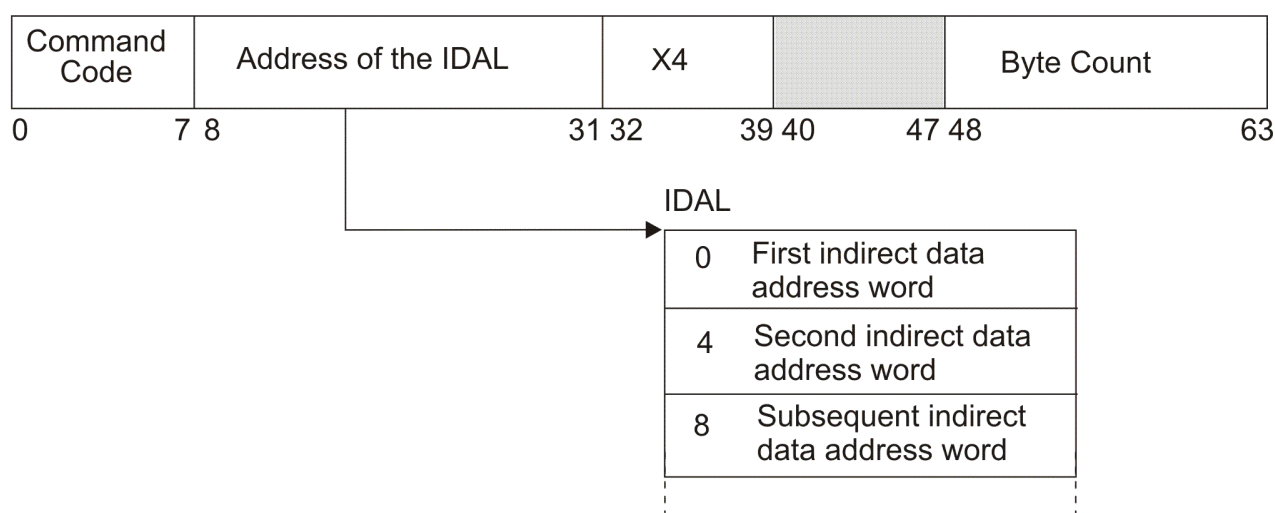 Command
Code
Address of the IDAL
X4
Byte Count
0
7 8
31 32
39 40
47 48
63
IDAL
0
First indirect data
address word
4
Second indirect data
address word
8
Subsequent indirect
data address word